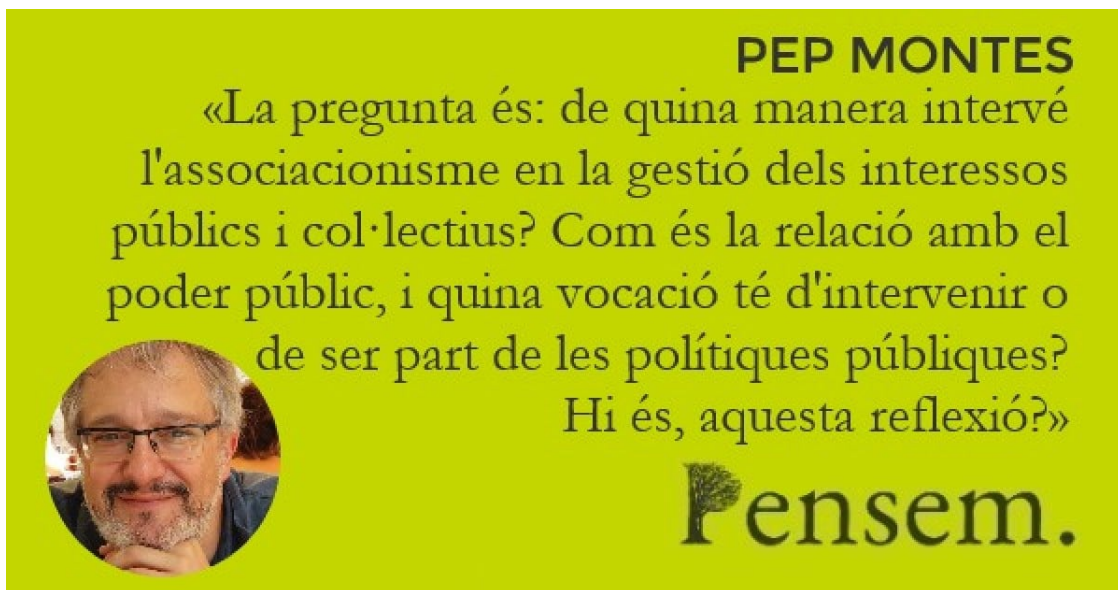 PEP MONTES
«La pregunta és: de quina manera intervé
l'associacionisme en la gestió dels interessos
públics i col·lectius? Com és la relació amb el
poder públic, i quina vocació té d'intervenir o
de ser part de les polítiques públiques?
Hi és, aquesta reflexió?»
Pensem.